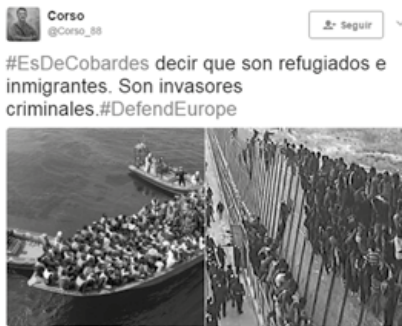 Corso
@Corso_88
Seguir
#EsDeCobardes decir que son refugiados e
inmigrantes. Son invasores
criminales.#DefendEurope